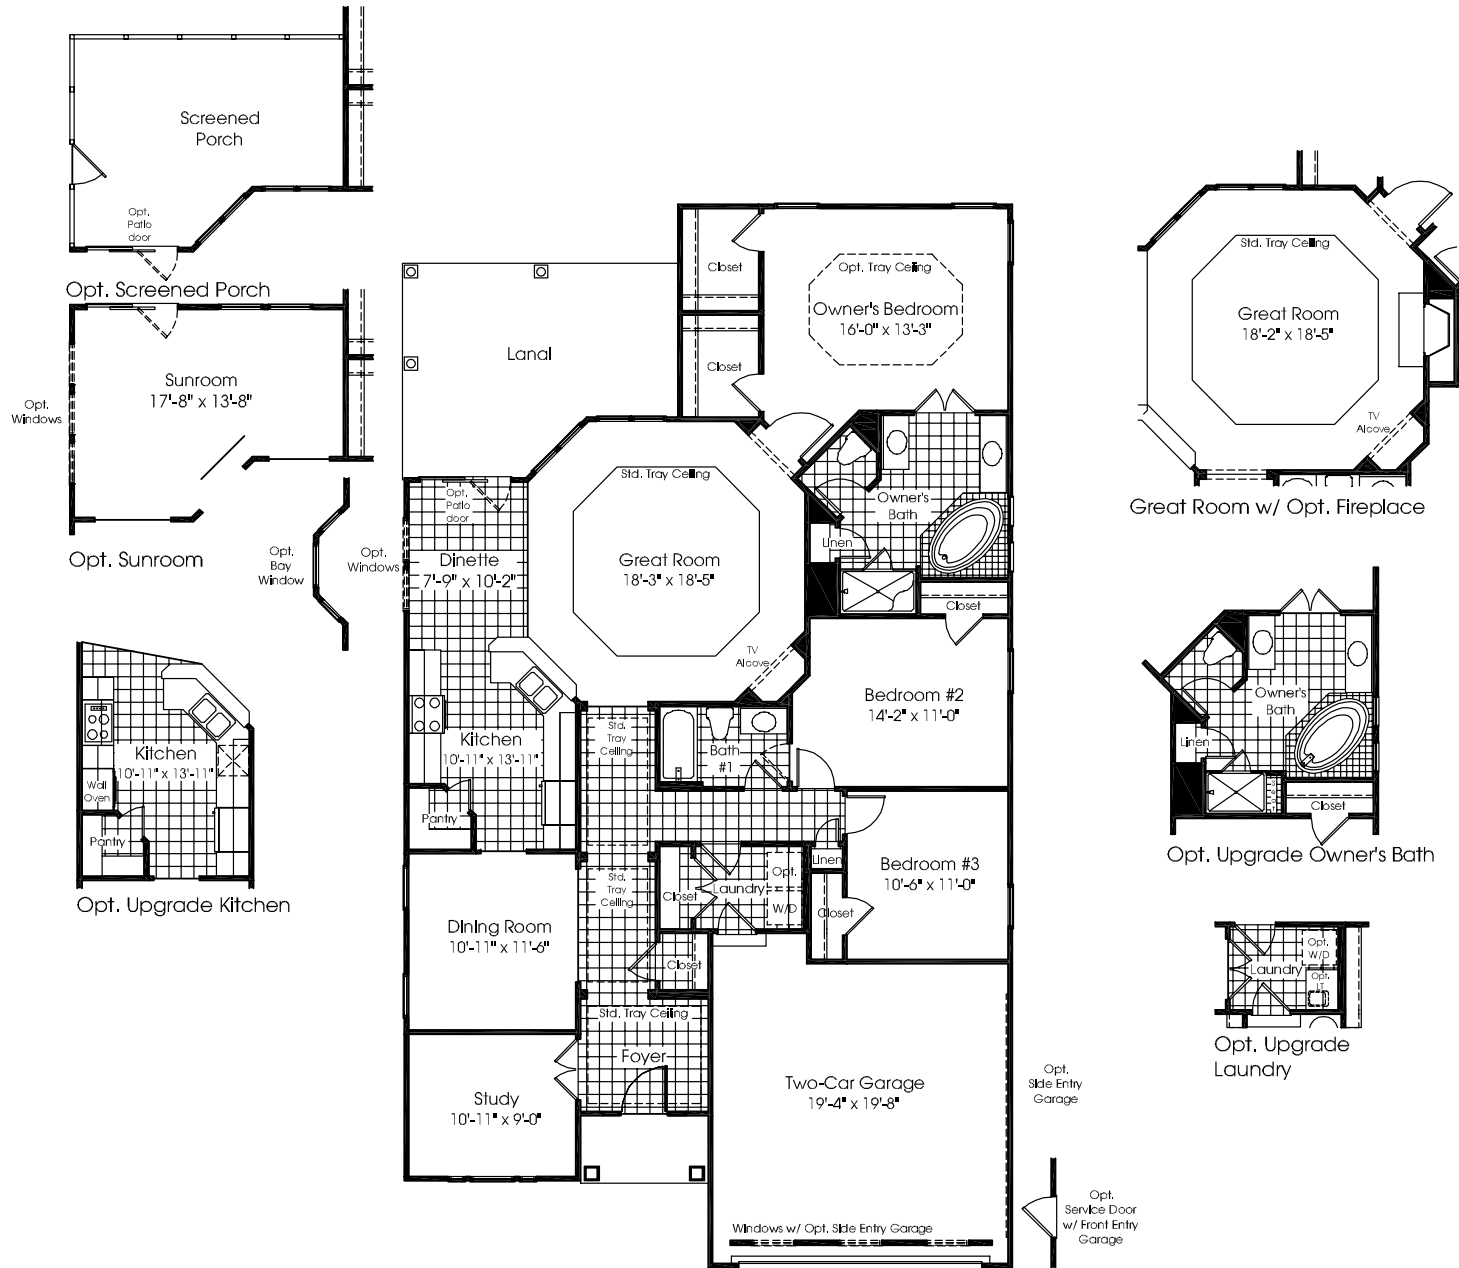 Screened
Porch
Opt.
Patio
door
Opt. Screened Porch
Sunroom
17'-8" x 13'-8"
Opt.
Windows
Opt. Sunroom
Opt.
Bay
Window
Opt.
Windows
Kitchen
10'-11" x 13'-11"
Wall
Oven
Pantry
Opt. Upgrade Kitchen
Closet
Opt. Tray Ceiling
Owner's Bedroom
16'-0" x 13'-3"
Closet
Lanai
Std. Tray Ceiling
Opt.
Patio
door
Dinette
7'-9" x 10'-2"
Great Room
18'-3" x 18'-5"
Owner's
Bath
Linen
Closet
TV
Alcove
Bedroom #2
14'-2" x 11'-0"
Std.
Tray
Ceiling
Bath
#1
Kitchen
10'-11" x 13'-11"
Pantry
Linen
Bedroom #3
10'-6" x 11'-0"
Std.
Tray
Ceiling
Closet
Laundry
Opt.
W/D
Closet
Dining Room
10'-11" x 11'-6"
Closet
Std. Tray Ceiling
Foyer
Study
10'-11" x 9'-0"
Two-Car Garage
19'-4" x 19'-8"
Windows w/ Opt. Side Entry Garage
Std. Tray Ceiling
Great Room
18'-2" x 18'-5"
TV
Alcove
Great Room w/ Opt. Fireplace
Owner's
Bath
Linen
Closet
Opt. Upgrade Owner's Bath
Opt.
W/D
Laundry
Opt.
LT
Opt. Upgrade
Laundry
Opt.
Side Entry
Garage
Opt.
Service Door
w/ Front Entry
Garage